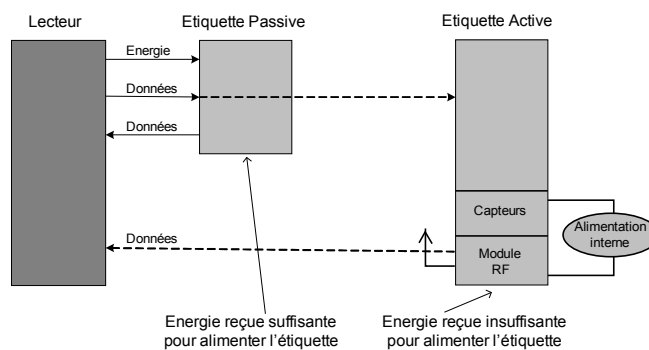 Lecteur
Etiquette Passive
Etiquette Active
Energie
Données
Données
Données
Capteurs
Module
RF
Alimentation
interne
Energie reçue suffisante
pour alimenter l'étiquette
Energie reçue insuffisante
pour alimenter l'étiquette